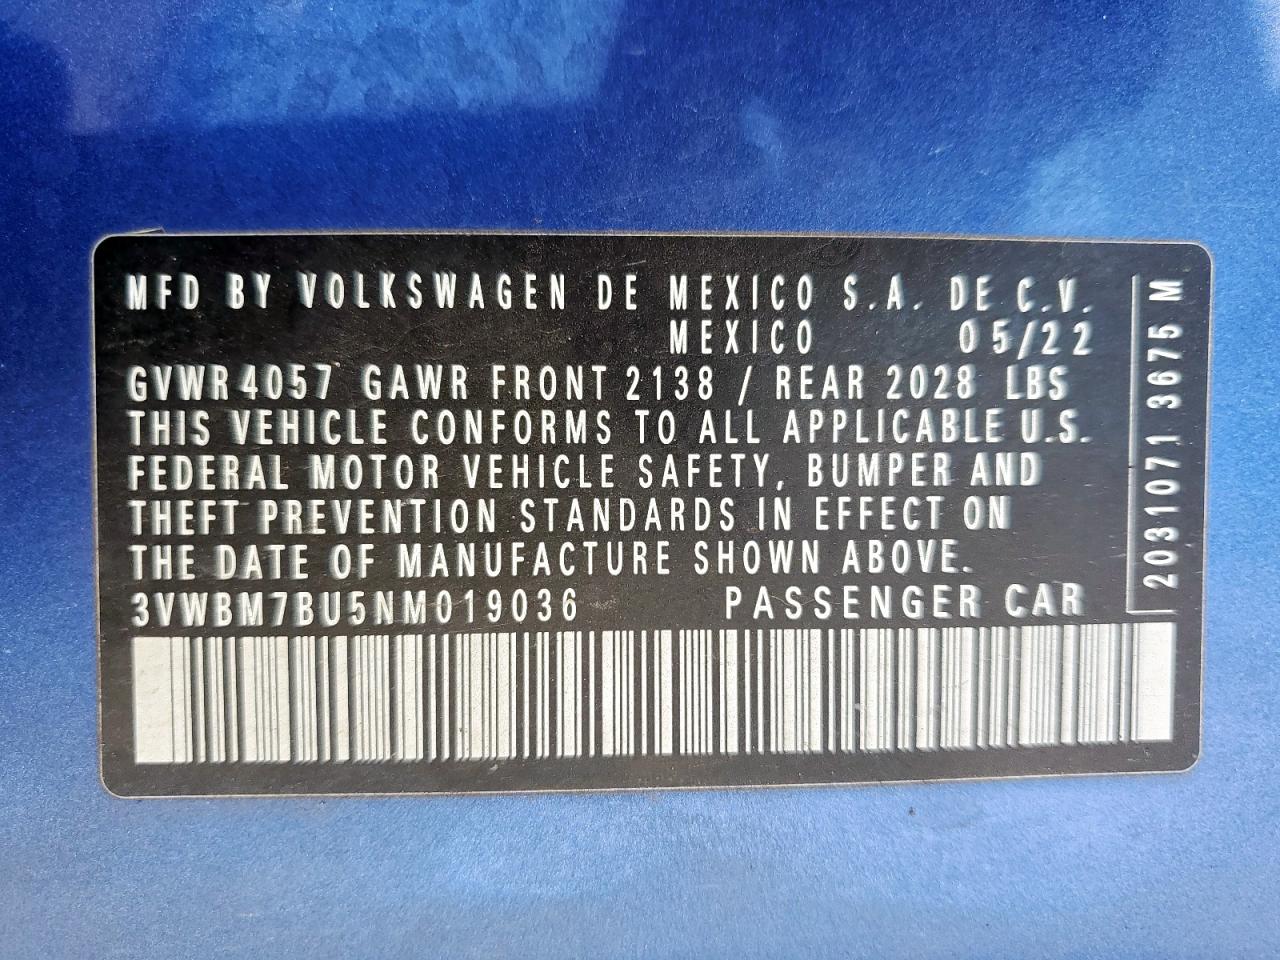 MFD BY VOLKSWAGEN DE MEXICO S.A. DE C.V.
MEXICO 05/22
GVWR 4057 GAWR FRONT 2138 / REAR 2028 LBS
THIS VEHICLE CONFORMS TO ALL APPLICABLE U.S.
FEDERAL MOTOR VEHICLE SAFETY, BUMPER AND
THEFT PREVENTION STANDARDS IN EFFECT ON
THE DATE OF MANUFACTURE SHOWN ABOVE.
3VWBM7BU5NM019036 PASSENGER CAR
2031071 3675 M